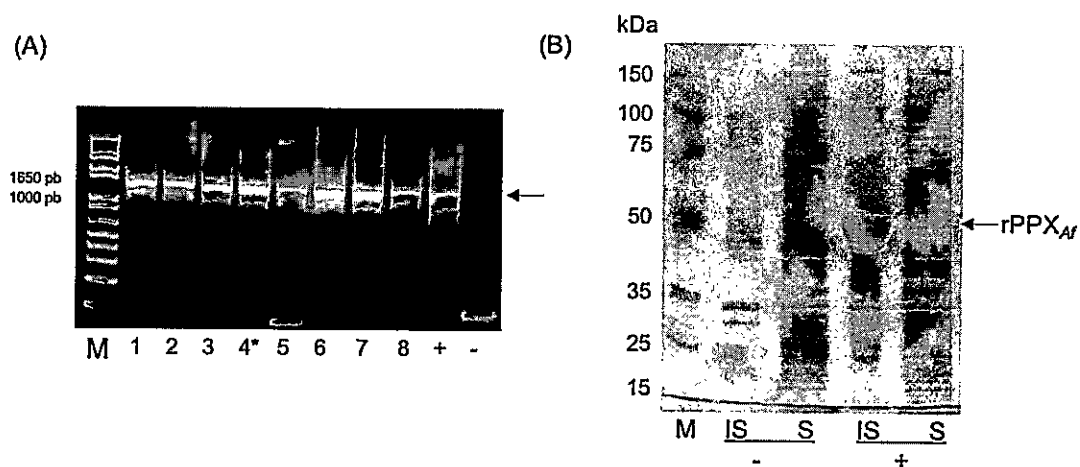 (A)
1650 pb
1000 pb
M 1 2 3 4* 5 6 7 8 + -
(B)
kDa
150
100
75
50
35
25
15
rPPXAf
M IS S IS S
- +